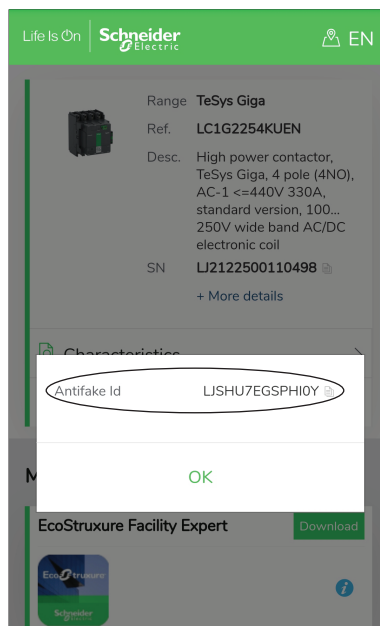 Life Is On Schneider Electric EN
Range TeSys Giga
Ref. LC1G2254KUEN
Desc. High power contactor,
TeSys Giga, 4 pole (4NO),
AC-1 <=440V 330A,
standard version, 100...
250V wide band AC/DC
electronic coil
SN LJ2122500110498
+ More details
Characteristics
Antifake Id LJSHU7EGSPHI0Y
OK
M
EcoStruxure Facility Expert Download
EcoStruxure
Schneider Electric